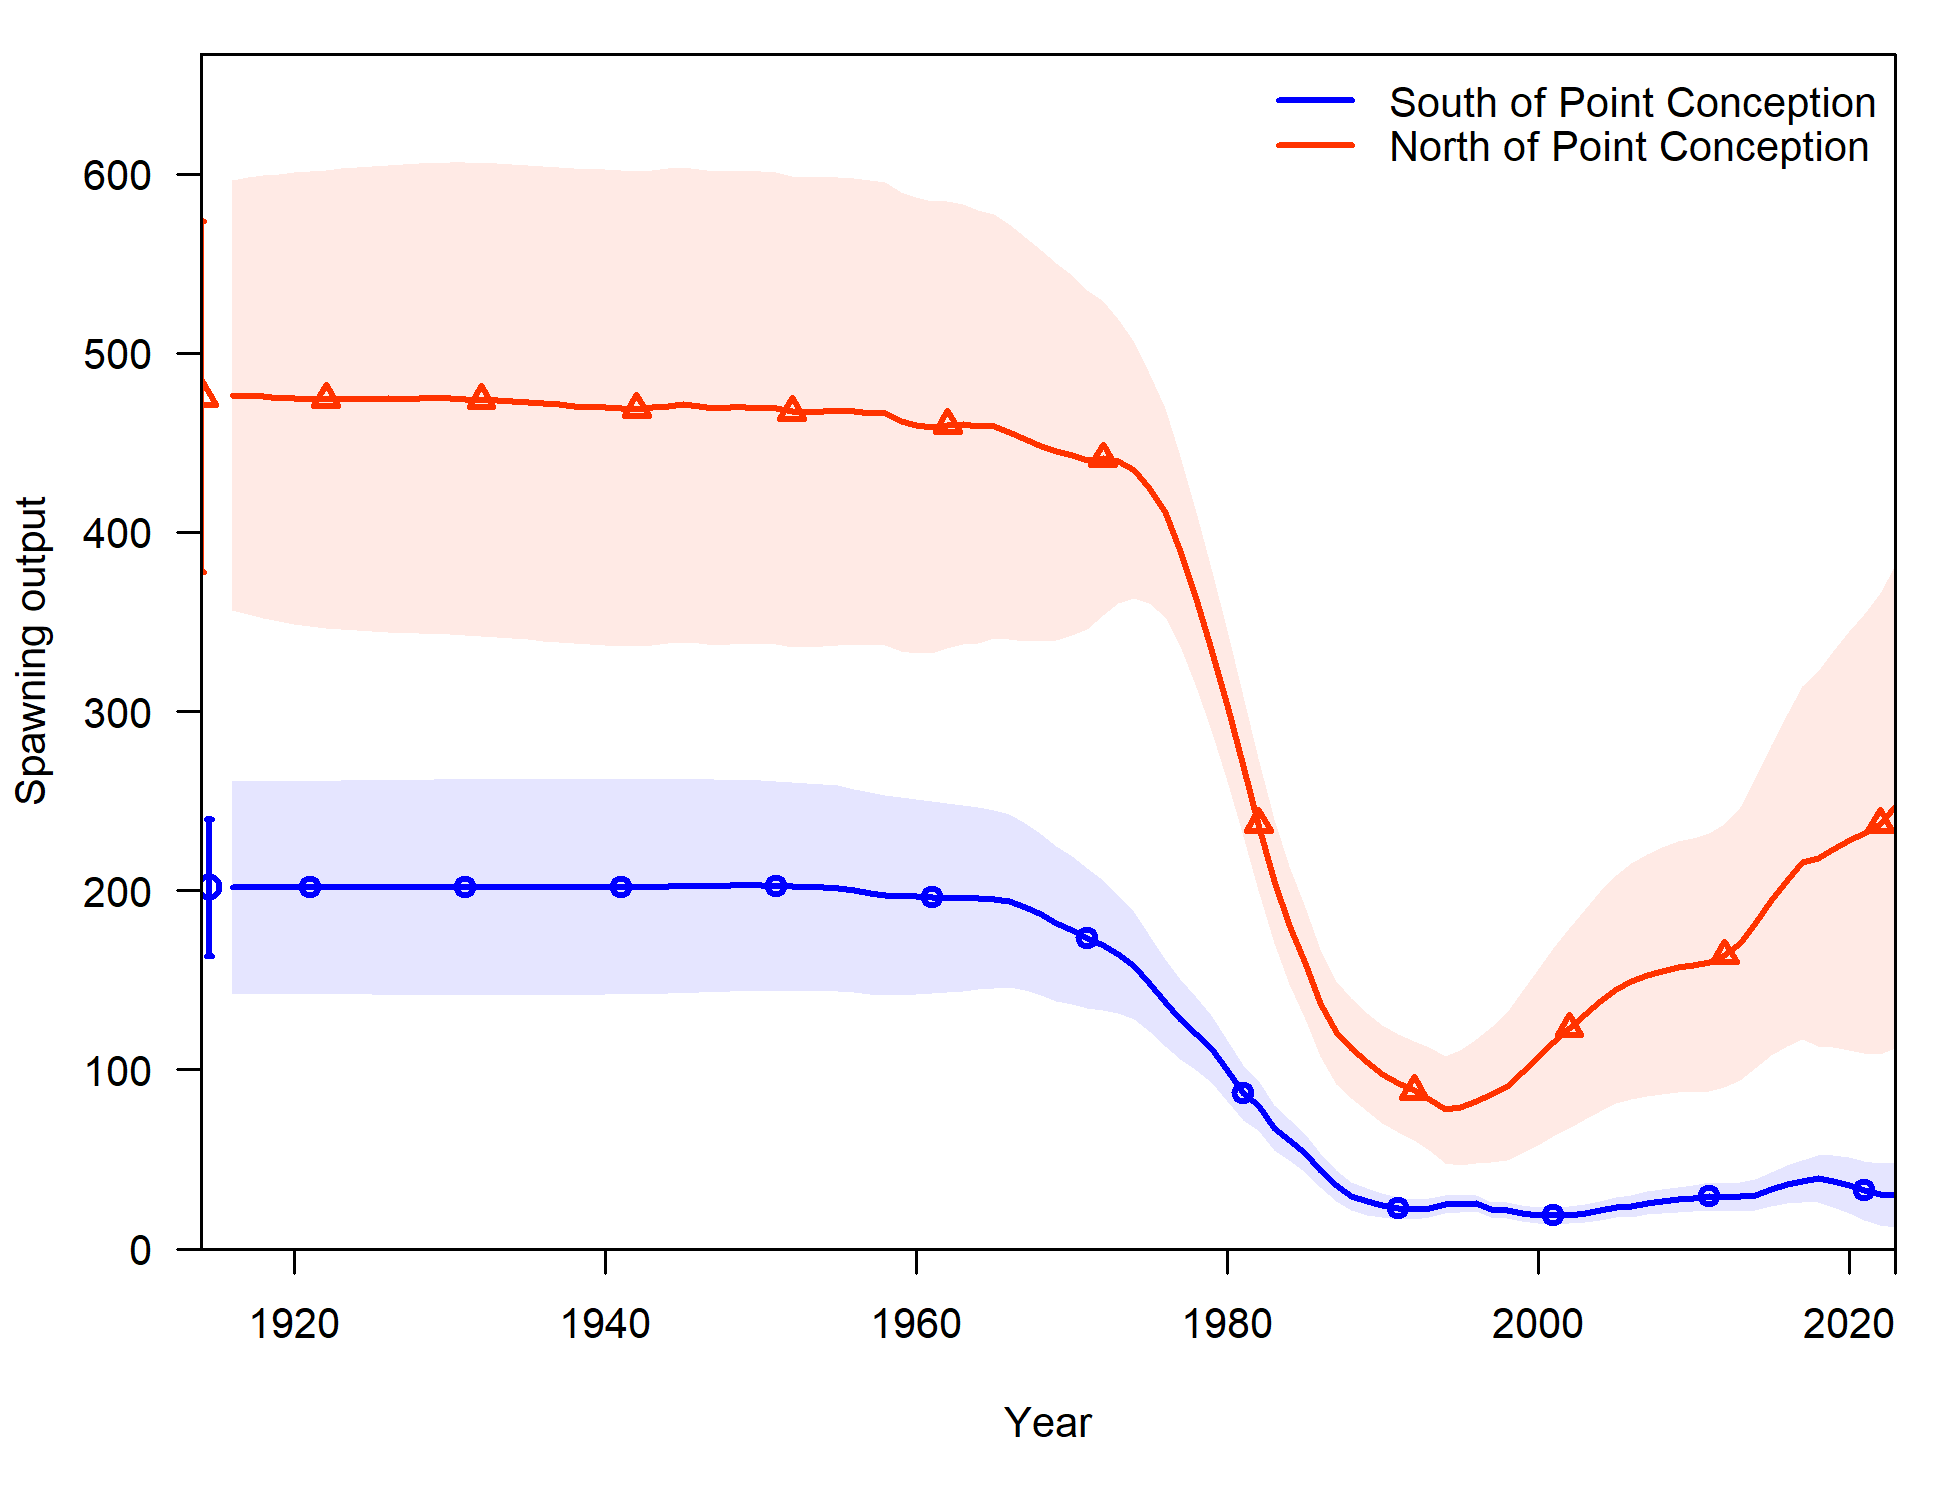 South of Point Conception
North of Point Conception
600
500
400
300
200
100
0
Spawning output
1920 1940 1960 1980 2000 2020
Year